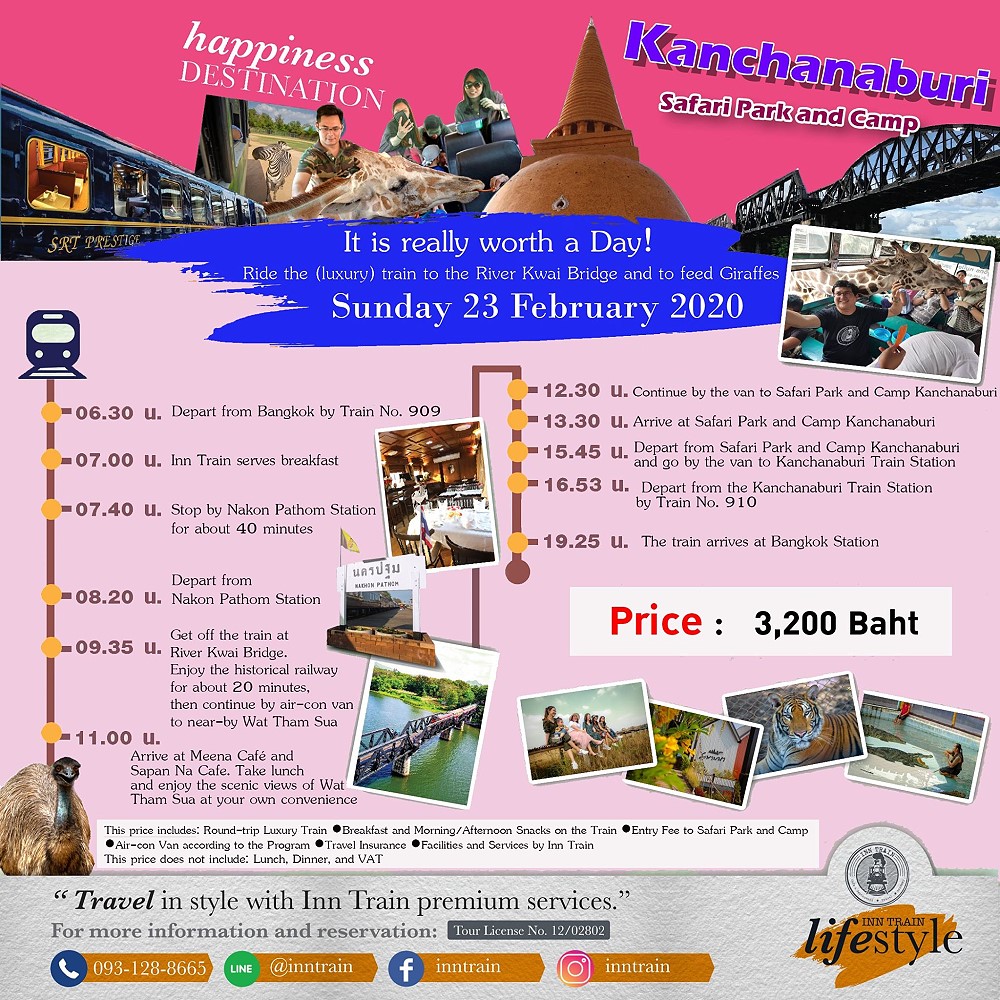 happiness
DESTINATION
Kanchanaburi
Safari Park and Camp
SRT PRESTIGE
It is really worth a Day!
Ride the (luxury) train to the River Kwai Bridge and to feed Giraffes
Sunday 23 February 2020
06.30 น. Depart from Bangkok by Train No. 909
07.00 น. Inn Train serves breakfast
07.40 น. Stop by Nakon Pathom Station
for about 40 minutes
นครปฐม
NAKHON PATHOM
08.20 น. Depart from
Nakon Pathom Station
09.35 น. Get off the train at
River Kwai Bridge.
Enjoy the historical railway
for about 20 minutes,
then continue by air-con van
to near-by Wat Tham Sua
11.00 น.
Arrive at Meena Café and
Sapan Na Cafe. Take lunch
and enjoy the scenic views of Wat
Tham Sua at your own convenience
12.30 น. Continue by the van to Safari Park and Camp Kanchanaburi
13.30 น. Arrive at Safari Park and Camp Kanchanaburi
15.45 น. Depart from Safari Park and Camp Kanchanaburi
and go by the van to Kanchanaburi Train Station
16.53 น. Depart from the Kanchanaburi Train Station
by Train No. 910
19.25 น. The train arrives at Bangkok Station
Price : 3,200 Baht
This price includes: Round-trip Luxury Train ●Breakfast and Morning/Afternoon Snacks on the Train ●Entry Fee to Safari Park and Camp
●Air-con Van according to the Program ●Travel Insurance ●Facilities and Services by Inn Train
This price does not include: Lunch, Dinner, and VAT
“ Travel in style with Inn Train premium services.”
For more information and reservation: Tour License No. 12/02802
093-128-8665 LINE @inntrain inntrain inntrain
INN TRAIN
INN TRAIN
lifestyle